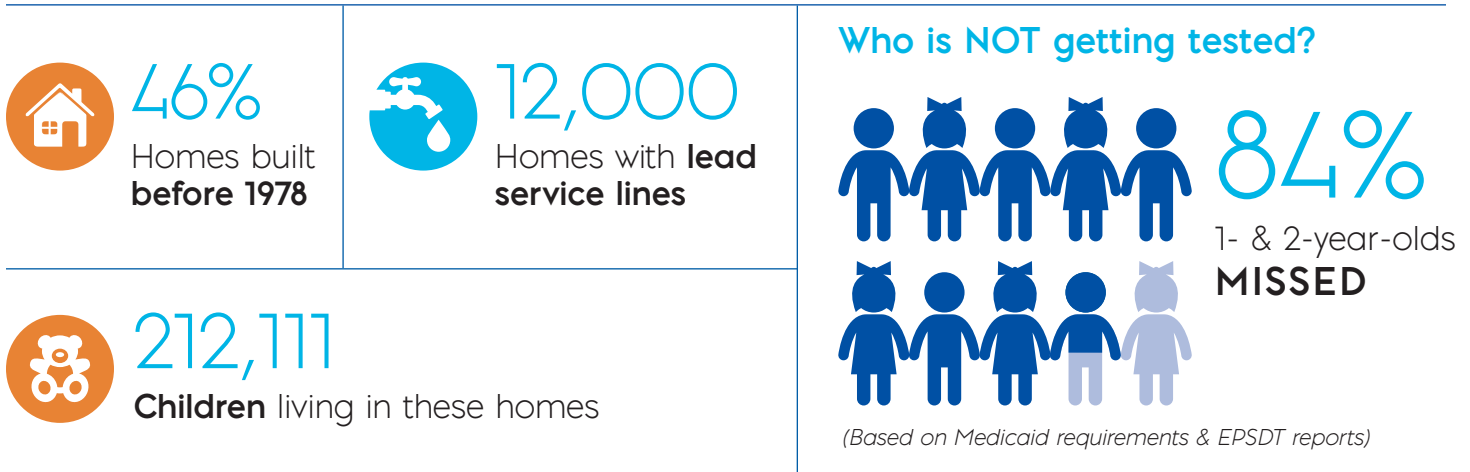 46%
Homes built
before 1978
12,000
Homes with lead
service lines
212,111
Children living in these homes
Who is NOT getting tested?
84%
1- & 2-year-olds
MISSED
(Based on Medicaid requirements & EPSDT reports)